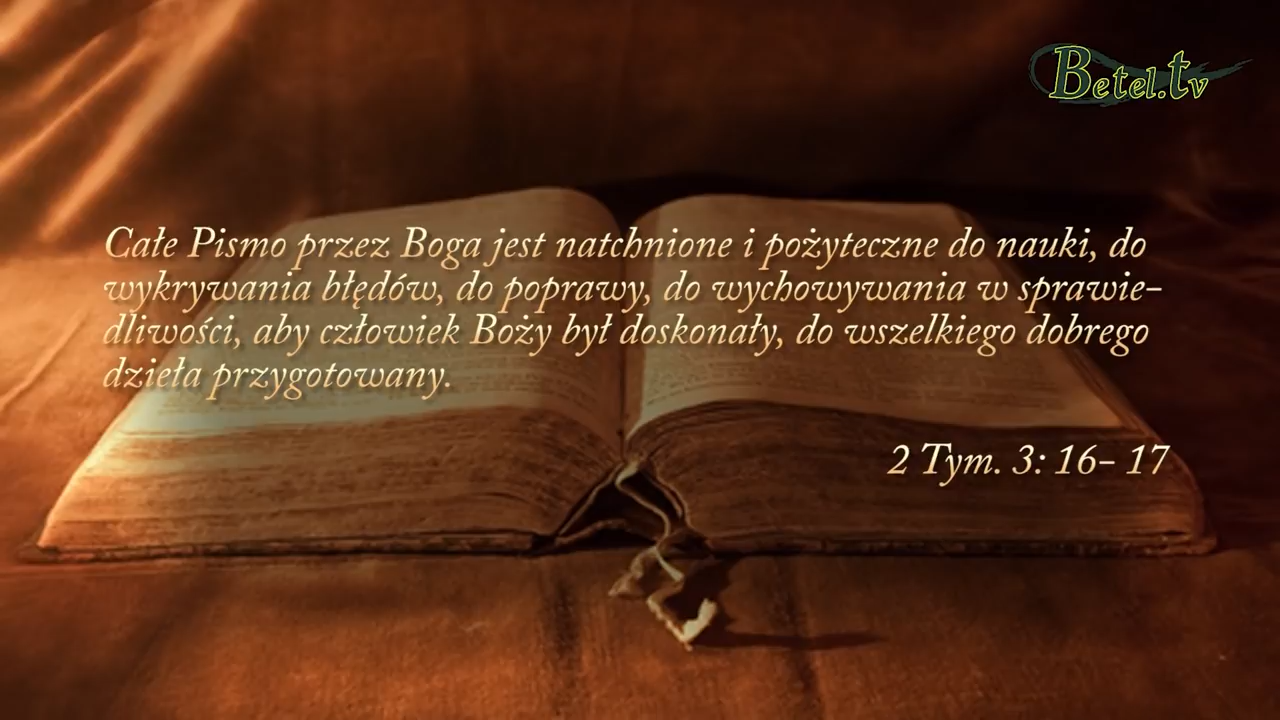 Betel.tv
Całe Pismo przez Boga jest natchnione i pożyteczne do nauki, do
wykrywania błędów, do poprawy, do wychowywania w sprawie-
dliwości, aby człowiek Boży był doskonały, do wszelkiego dobrego
dzieła przygotowany.
2 Tym. 3: 16- 17